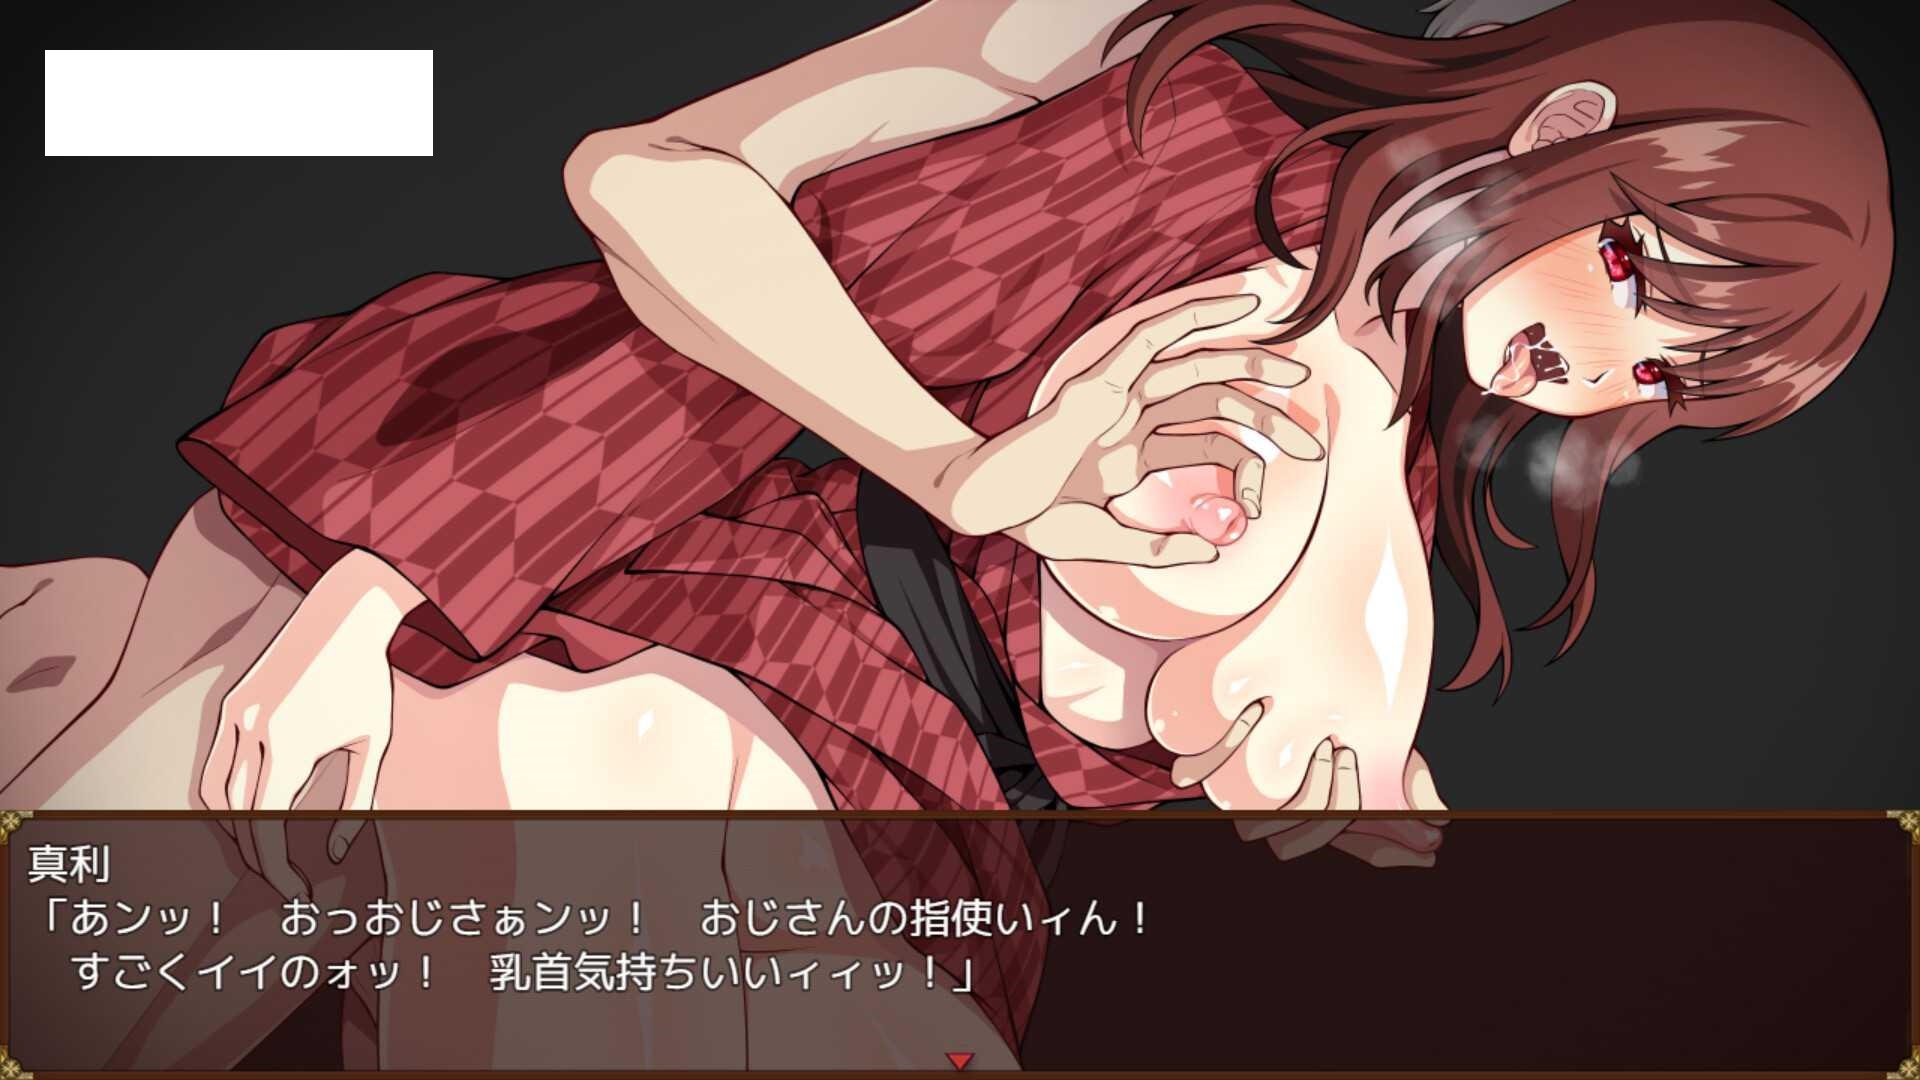 真利
「あンッ！　おっおじさぁンッ！　おじさんの指使いィん！
すごくイイのォッ！　乳首気持ちいいィィッ！」